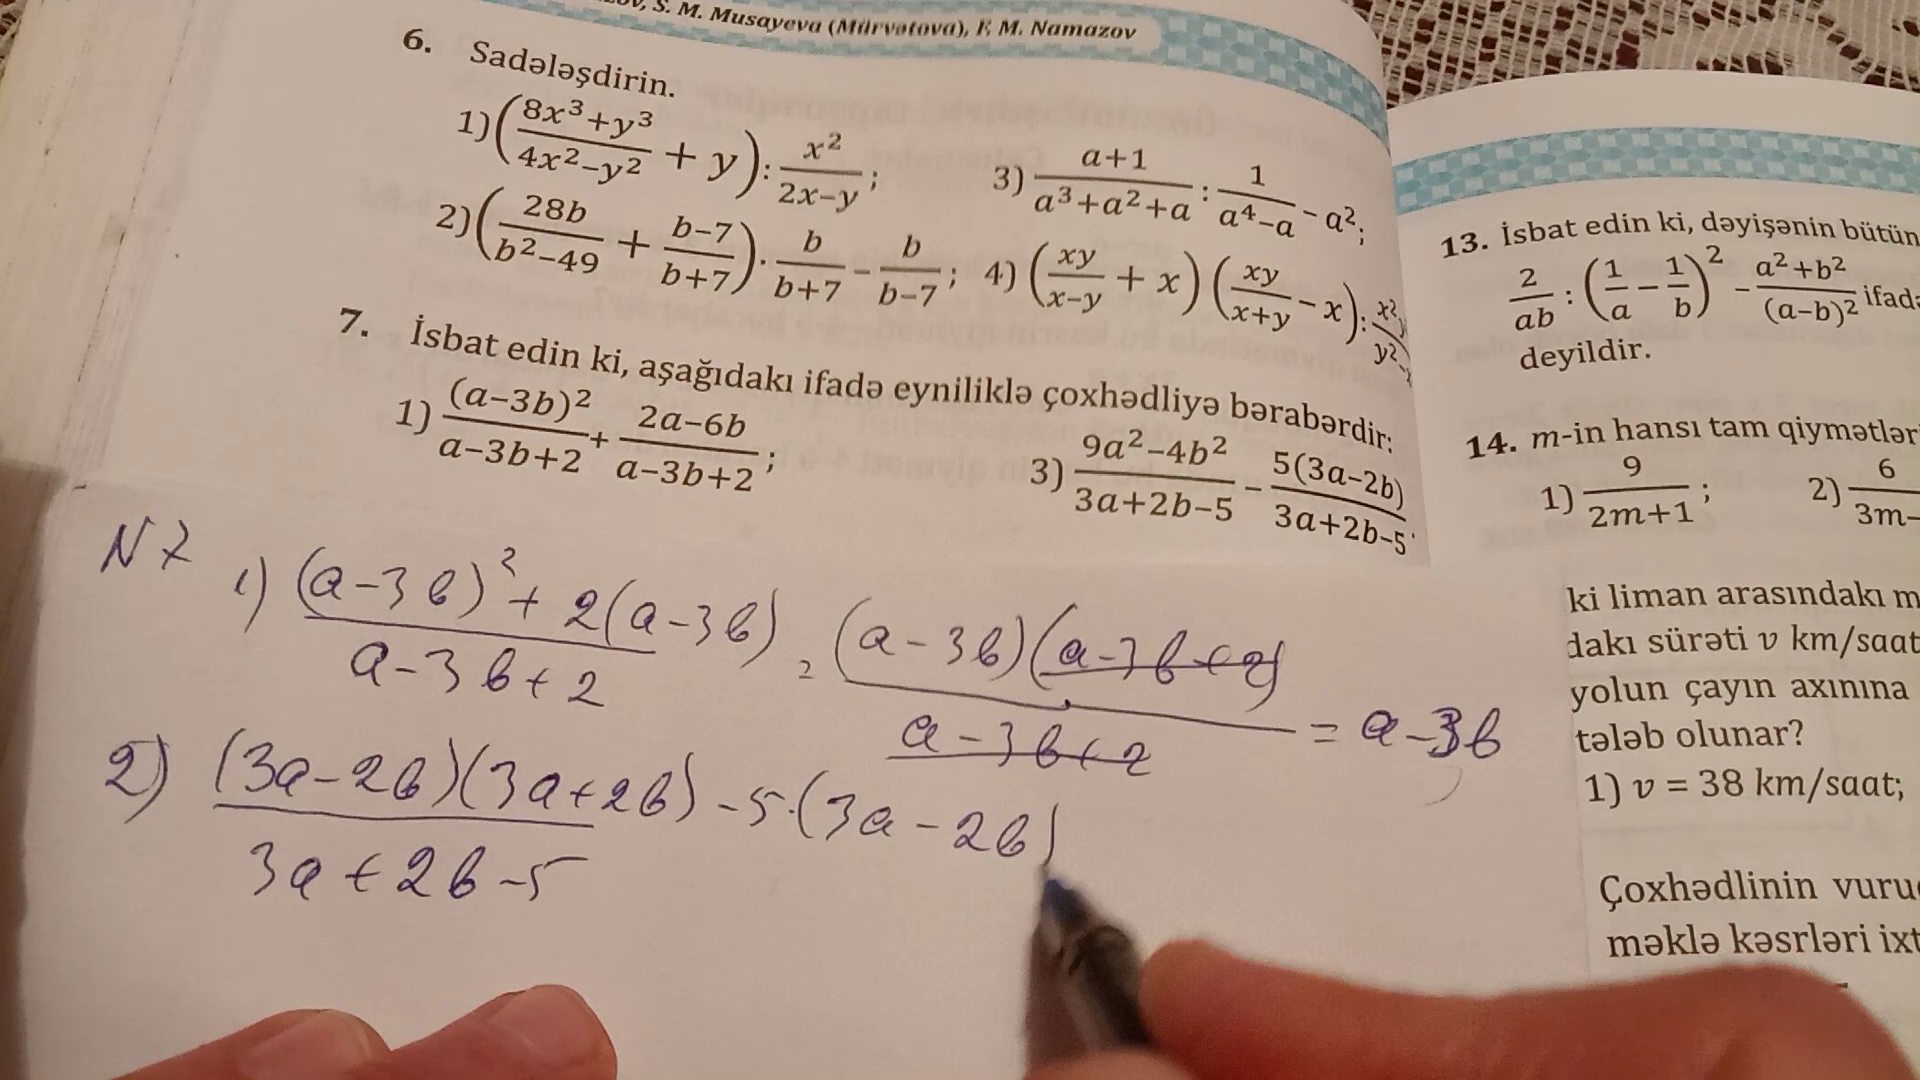 S. M. Musayeva (Mürvətova), F. M. Namazov
6. Sadələşdirin.
1) ((8x³+y³)/(4x²−y²) + y) : x²/(2x−y);
3) (a+1)/(a³+a²+a) : 1/(a⁴−a) − a²;
2) (28b/(b²−49) + (b−7)/(b+7)) · b/(b+7) − b/(b−7);
4) (xy/(x−y) + x) (xy/(x+y) − x) :
7. İsbat edin ki, aşağıdakı ifadə eyniliklə çoxhədliyə bərabərdir:
1) (a−3b)²/(a−3b+2) + (2a−6b)/(a−3b+2);
3) (9a²−4b²)/(3a+2b−5) − 5(3a−2b)/(3a+2b−5).
N 7
1) ((a−3b)² + 2(a−3b))/(a−3b+2) = (a−3b)(a−3b+2)/(a−3b+2) = a−3b
2) ((3a−2b)(3a+2b) −5·(3a−2b)/(3a+2b−5)
13. İsbat edin ki, dəyişənin bütün
2/ab : (1/a − 1/b)² − (a²+b²)/(a−b)² ifadə
deyildir.
14. m-in hansı tam qiymətlər
1) 9/(2m+1);
2) 6/3m−
ki liman arasındakı m
dakı sürəti v km/saat
yolun çayın axınına
tələb olunar?
1) v = 38 km/saat;
Çoxhədlinin vuru
məklə kəsrləri ixt